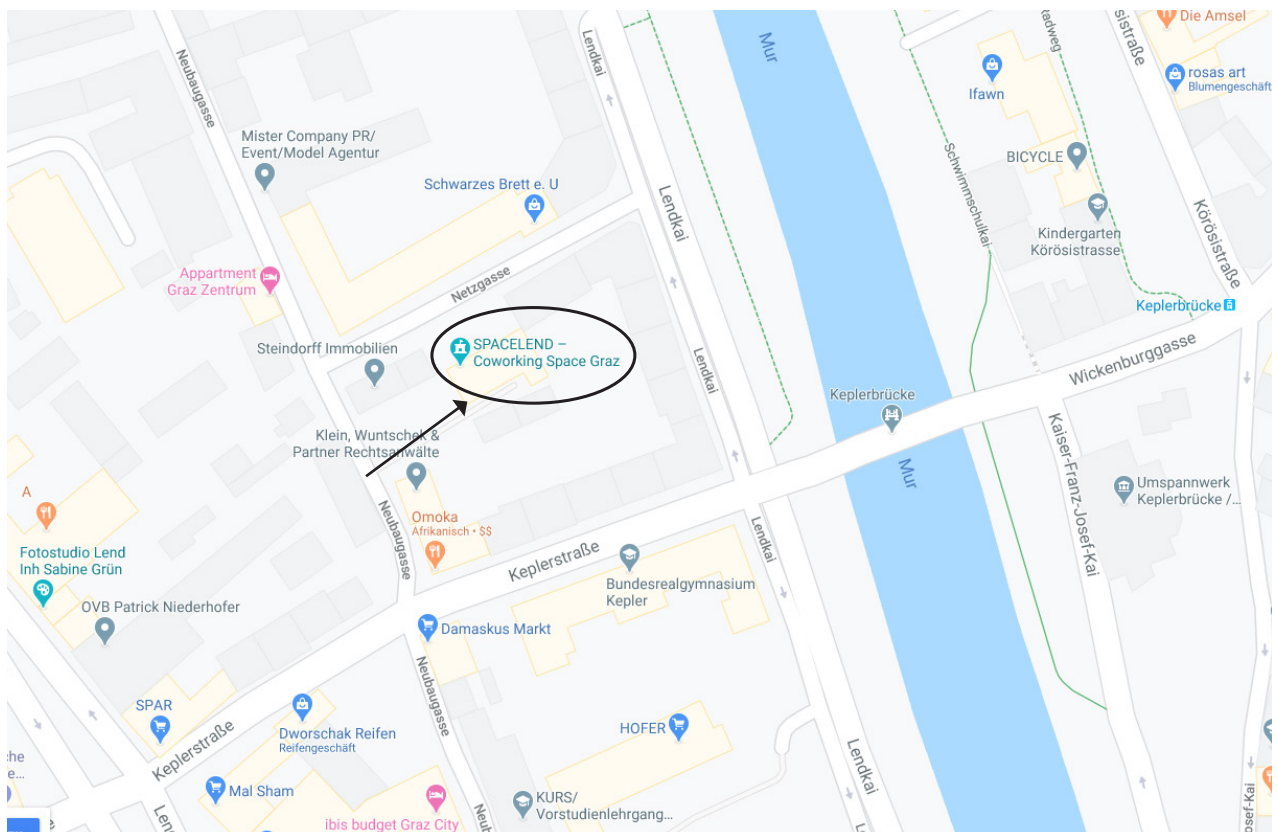 Die Amsel
Lendkai
Mur
Radweg
Körösistraße
Neubaugasse
rosas art
Blumengeschäft
Ifawn
Mister Company PR/
Event/Model Agentur
BICYCLE
Schwimmschulkai
Schwarzes Brett e. U
Lendkai
Kindergarten
Körösistrasse
Körösistraße
Appartment
Graz Zentrum
Netzgasse
Keplerbrücke
Steindorff Immobilien
SPACELEND –
Coworking Space Graz
Lendkai
Wickenburggasse
Keplerbrücke
Klein, Wuntschek &
Partner Rechtsanwälte
Kaiser-Franz-Josef-Kai
Mur
Umspannwerk
Keplerbrücke /...
A
Omoka
Afrikanisch • $$
Neubaugasse
Lendkai
Fotostudio Lend
Inh Sabine Grün
Keplerstraße
Bundesrealgymnasium
Kepler
OVB Patrick Niederhofer
Damaskus Markt
Neubaugasse
SPAR
Dworschak Reifen
Reifengeschäft
HOFER
Keplerstraße
Lendkai
Mal Sham
KURS/
Vorstudienlehrgang...
ibis budget Graz City